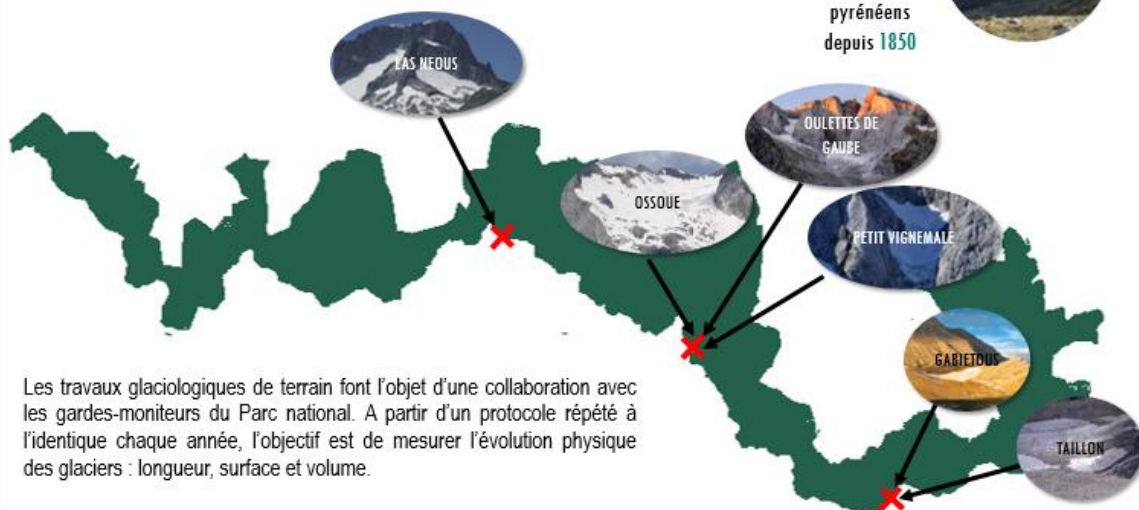 pyrénéens
depuis 1850
LAS NEOUS
OULETTES DE
GAUBE
OSSOUE
PETIT VIGNEMALE
GABIETOUS
TAILLON
Les travaux glaciologiques de terrain font l'objet d'une collaboration avec
les gardes-moniteurs du Parc national. A partir d'un protocole répété à
l'identique chaque année, l'objectif est de mesurer l'évolution physique
des glaciers : longueur, surface et volume.